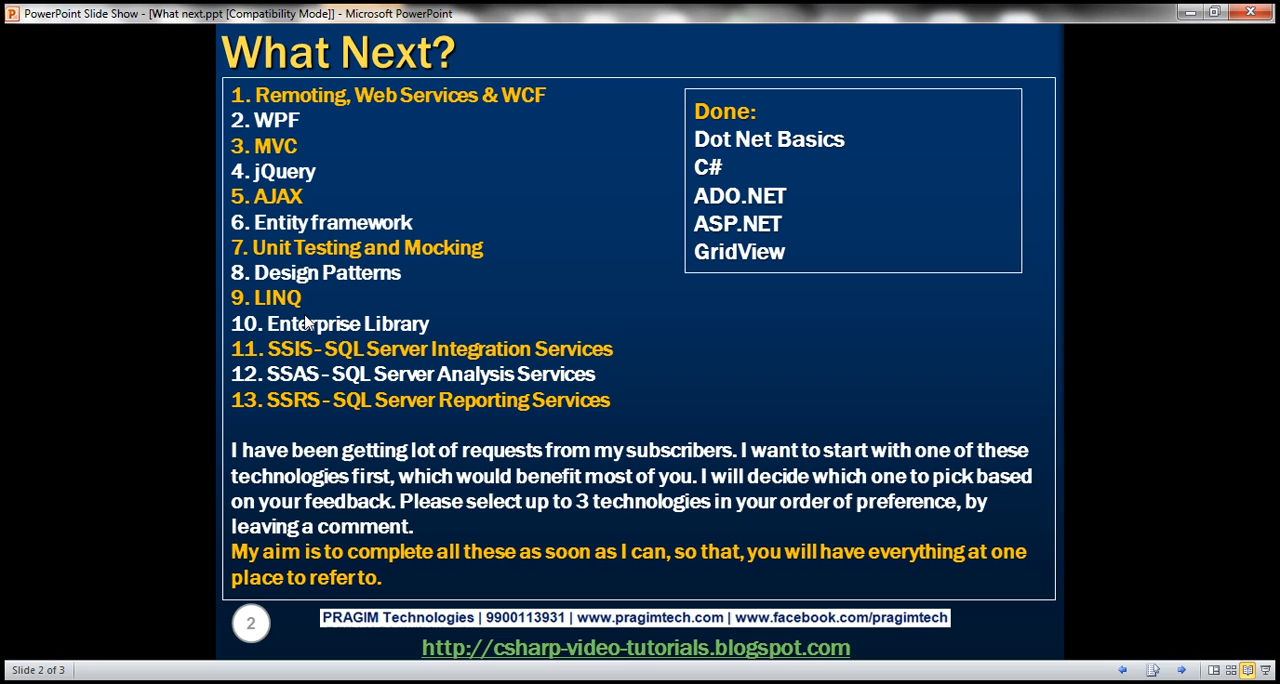 PowerPoint Slide Show - [What next.ppt [Compatibility Mode]] - Microsoft PowerPoint
What Next?
1. Remoting, Web Services & WCF
2. WPF
3. MVC
4. jQuery
5. AJAX
6. Entity framework
7. Unit Testing and Mocking
8. Design Patterns
9. LINQ
10. Enterprise Library
11. SSIS - SQL Server Integration Services
12. SSAS - SQL Server Analysis Services
13. SSRS - SQL Server Reporting Services
Done:
Dot Net Basics
C#
ADO.NET
ASP.NET
GridView
I have been getting lot of requests from my subscribers. I want to start with one of these
technologies first, which would benefit most of you. I will decide which one to pick based
on your feedback. Please select up to 3 technologies in your order of preference, by
leaving a comment.
My aim is to complete all these as soon as I can, so that, you will have everything at one
place to refer to.
2
PRAGIM Technologies | 9900113931 | www.pragimtech.com | www.facebook.com/pragimtech
http://csharp-video-tutorials.blogspot.com
Slide 2 of 3